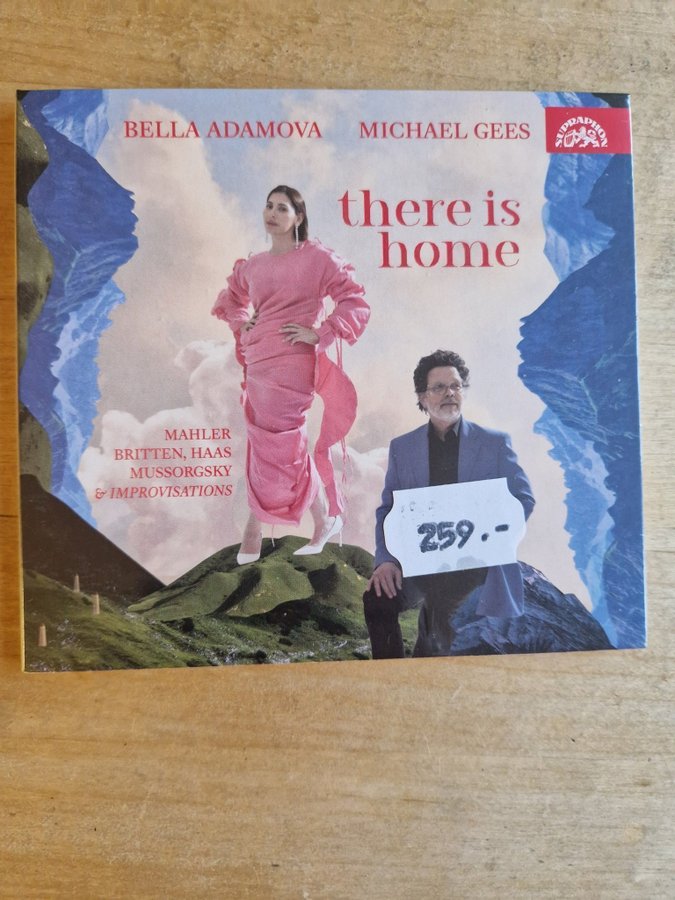 BELLA ADAMOVA MICHAEL GEES
SUPRAPHON
there is
home
MAHLER
BRITTEN, HAAS
MUSSORGSKY
& IMPROVISATIONS
259.-